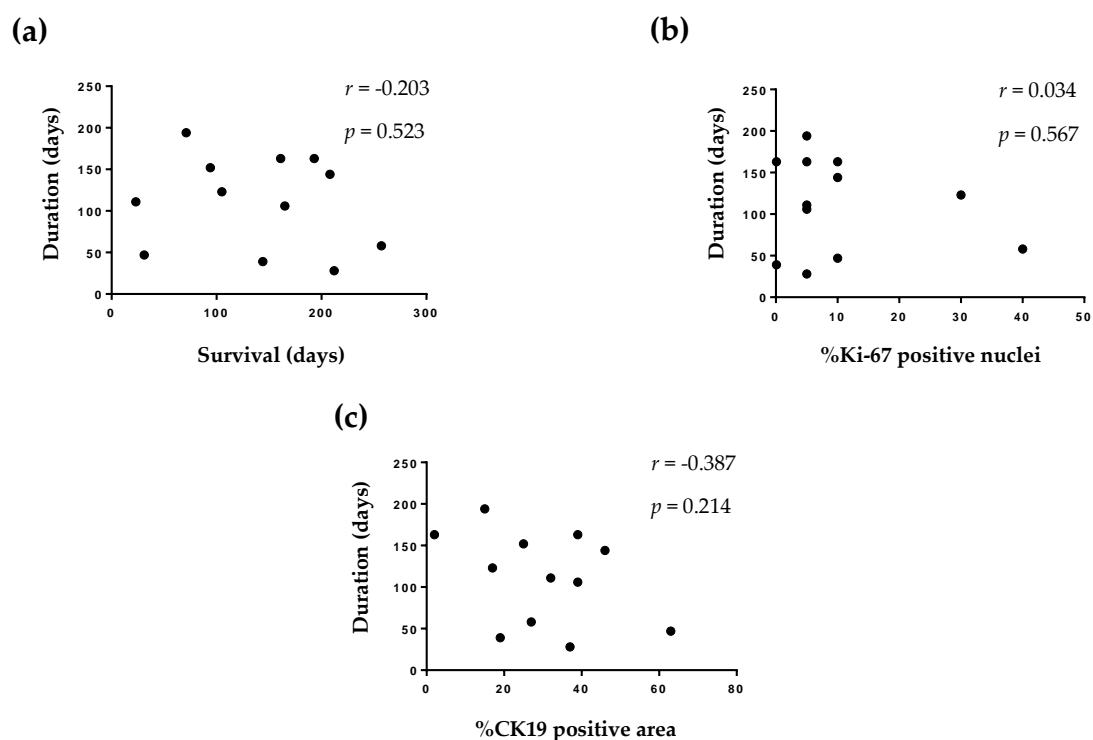 (a)
r = -0.203
p = 0.523
Duration (days)
250
200
150
100
50
0
0 100 200 300
Survival (days)
(b)
r = 0.034
p = 0.567
Duration (days)
250
200
150
100
50
0
0 10 20 30 40 50
%Ki-67 positive nuclei
(c)
r = -0.387
p = 0.214
Duration (days)
250
200
150
100
50
0
0 20 40 60 80
%CK19 positive area